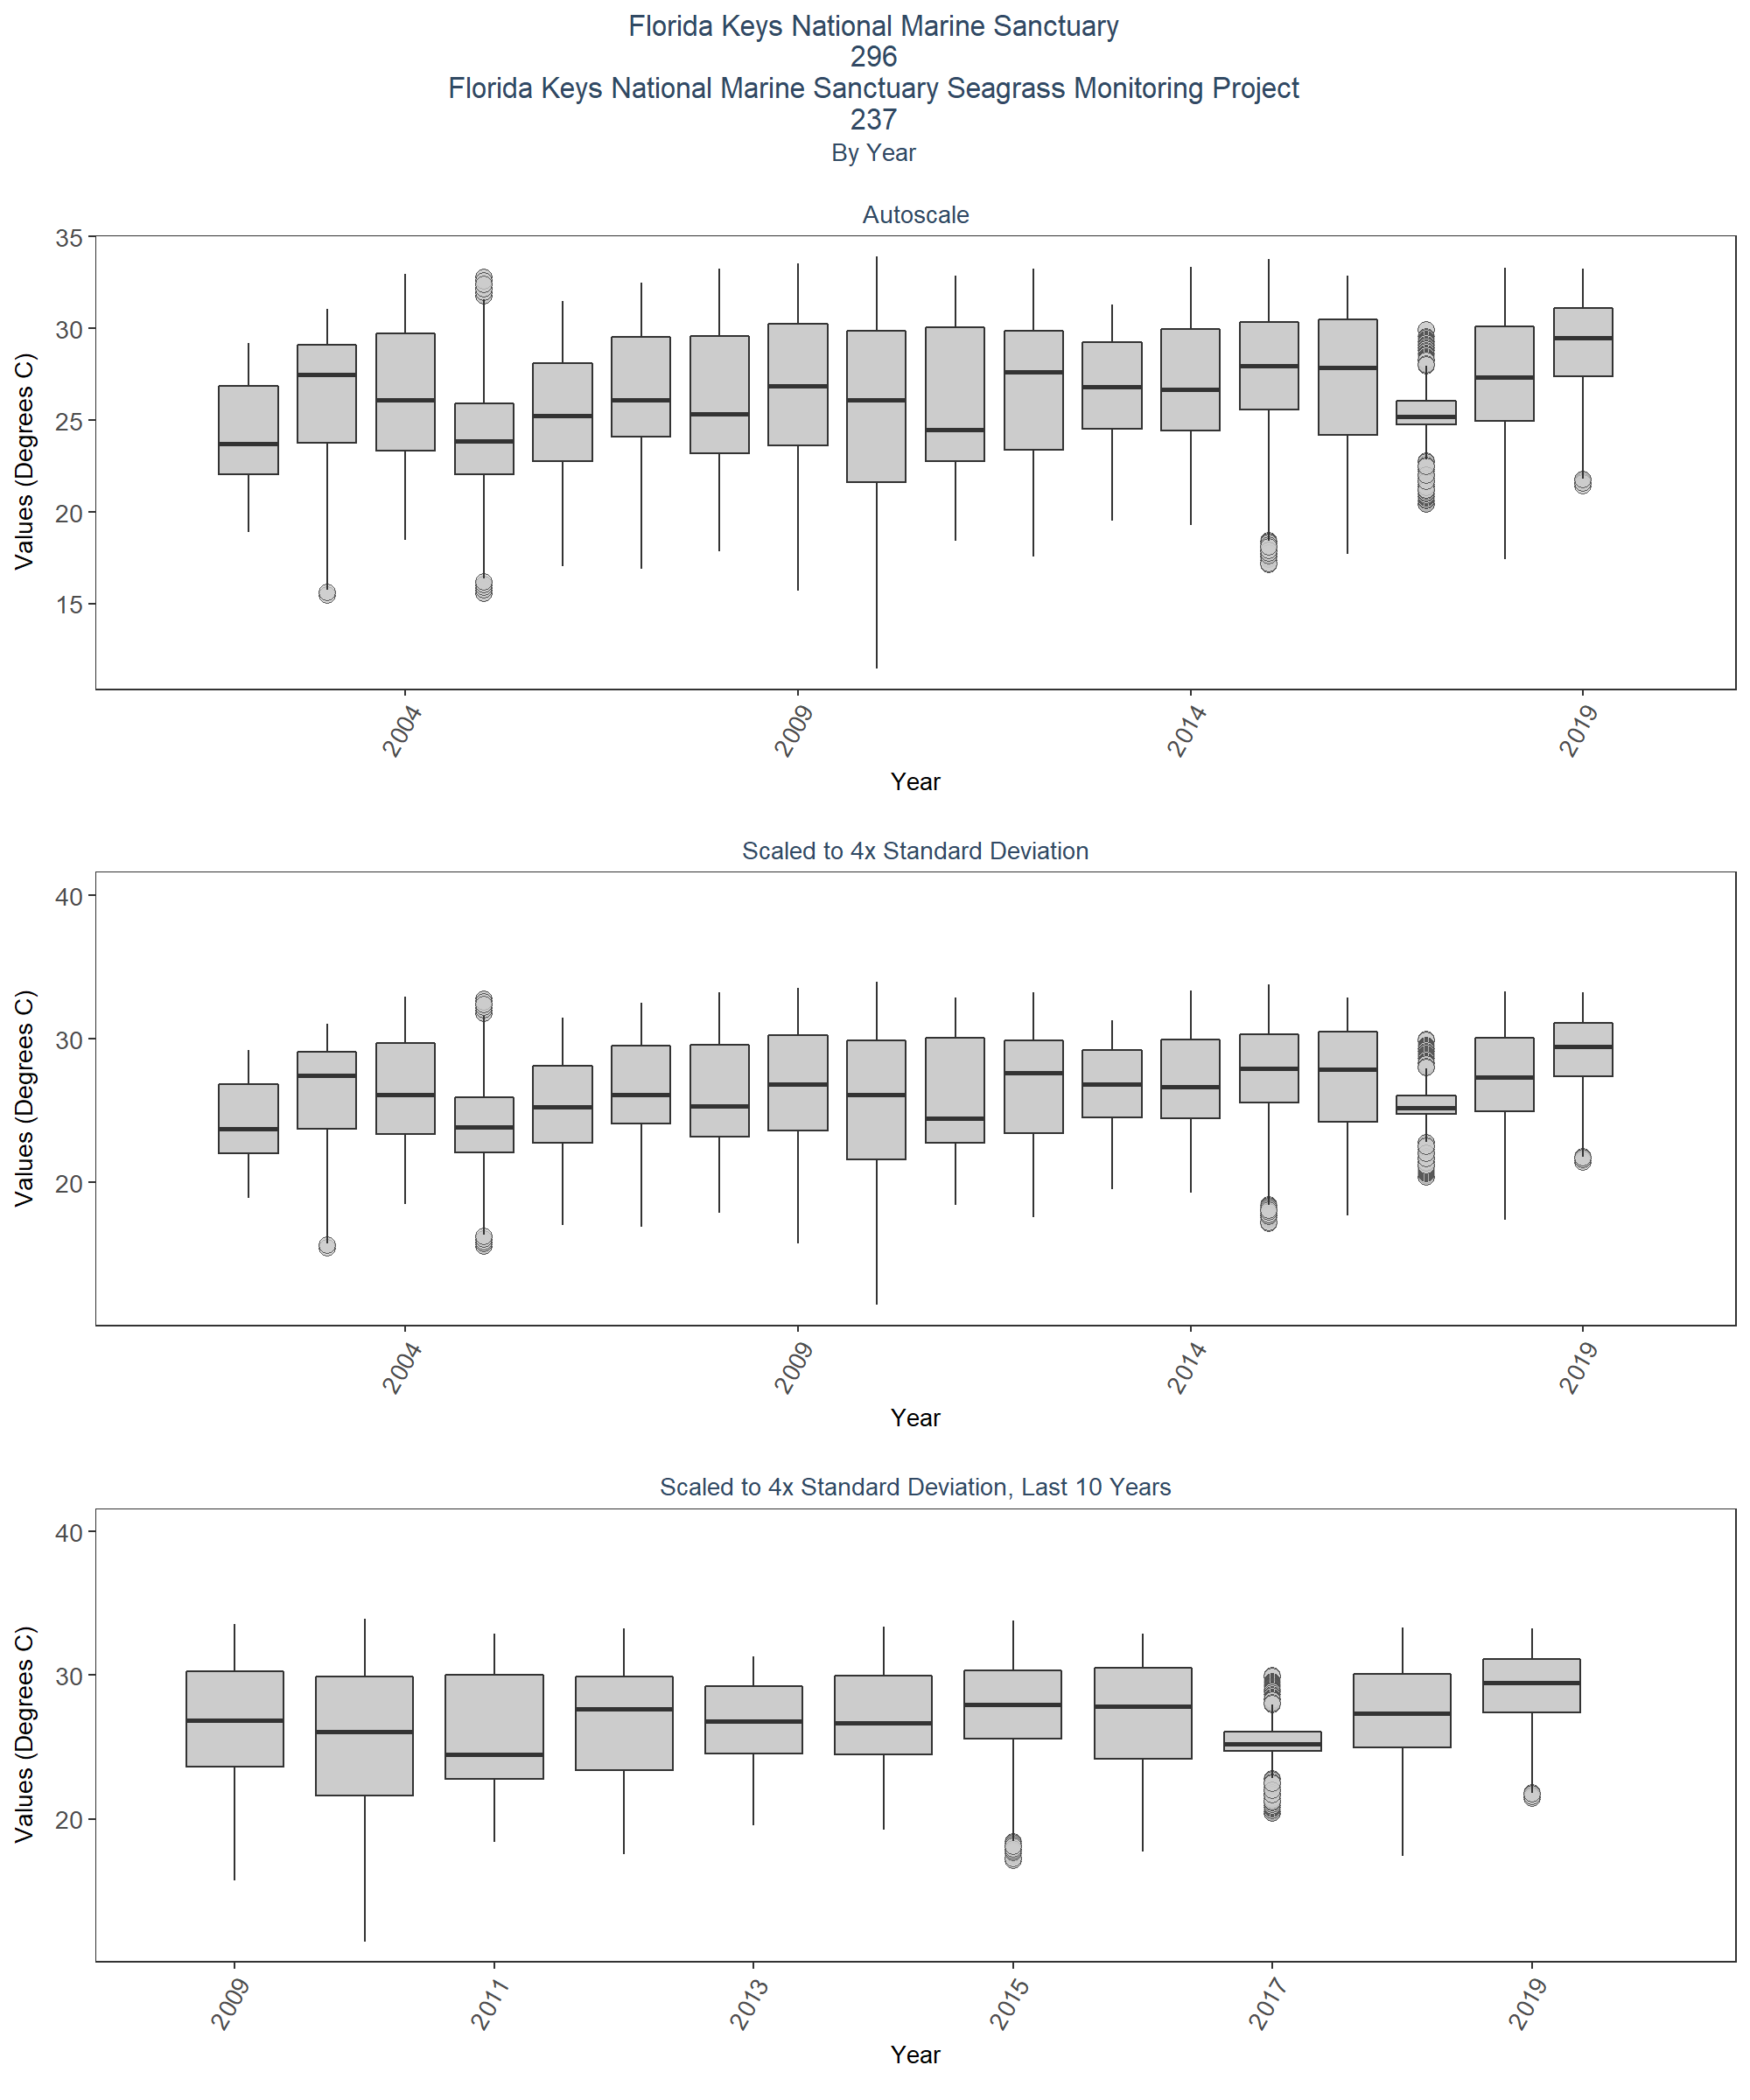 Florida Keys National Marine Sanctuary
296
Florida Keys National Marine Sanctuary Seagrass Monitoring Project
237
By Year
Autoscale
Values (Degrees C)
35
30
25
20
15
2004
2009
2014
2019
Year
Scaled to 4x Standard Deviation
Values (Degrees C)
40
30
20
2004
2009
2014
2019
Year
Scaled to 4x Standard Deviation, Last 10 Years
Values (Degrees C)
40
30
20
2009
2011
2013
2015
2017
2019
Year